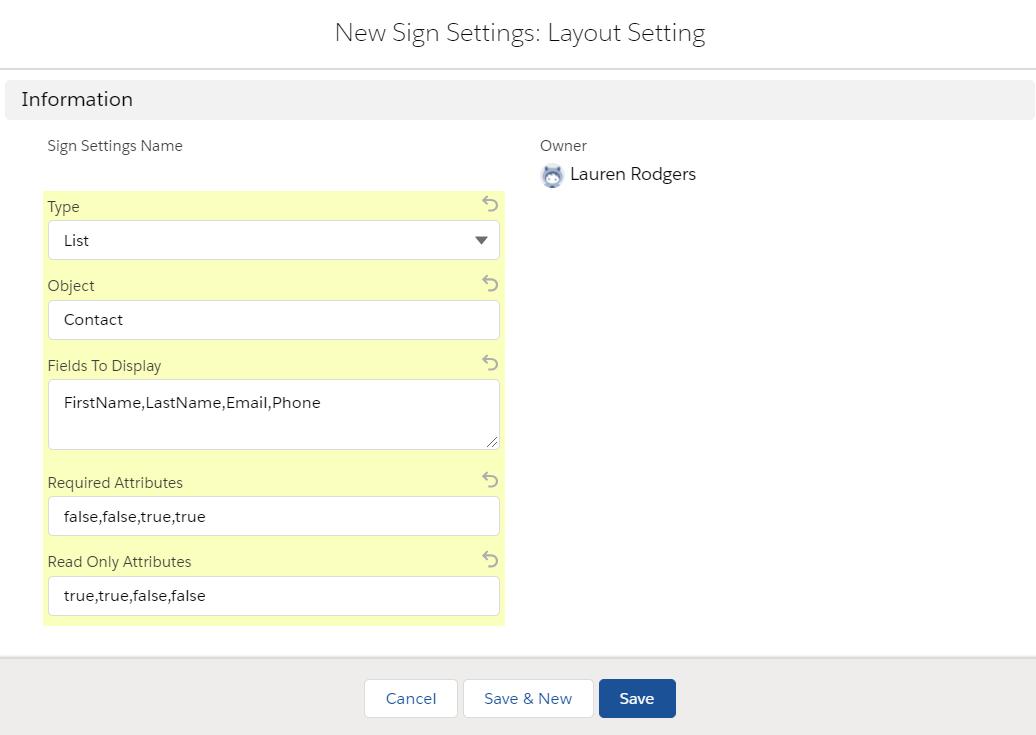 New Sign Settings: Layout Setting
Information
Sign Settings Name
Owner
Lauren Rodgers
Type
List
Object
Contact
Fields To Display
FirstName,LastName,Email,Phone
Required Attributes
false,false,true,true
Read Only Attributes
true,true,false,false
Cancel
Save & New
Save